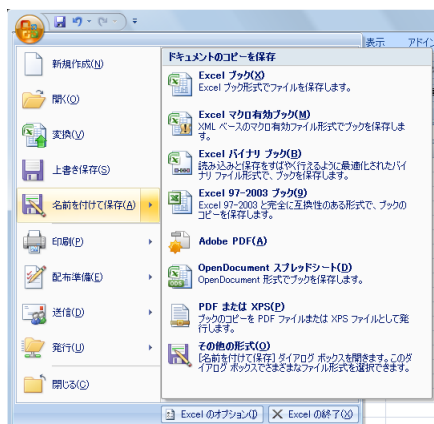 表示 アドイン
新規作成(N)
開く(O)
変換(V)
上書き保存(S)
名前を付けて保存(A)
印刷(P)
配布準備(E)
送信(D)
発行(U)
閉じる(C)
ドキュメントのコピーを保存
Excel ブック(X)
Excel ブック形式でファイルを保存します。
Excel マクロ有効ブック(M)
XML ベースのマクロ有効ファイル形式でブックを保存しま
す。
Excel バイナリ ブック(B)
読み込みと保存をすばやく行えるように最適化されたバイ
ナリ ファイル形式で、ブックを保存します。
Excel 97-2003 ブック(9)
Excel 97-2003 と完全に互換性のある形式で、ブックの
コピーを保存します。
Adobe PDF(A)
OpenDocument スプレッドシート(D)
OpenDocument 形式でブックを保存します。
PDF または XPS(P)
ブックのコピーを PDF ファイルまたは XPS ファイルとして発
行します。
その他の形式(O)
[名前を付けて保存] ダイアログ ボックスを開きます。このダ
イアログ ボックスでさまざまなファイル形式を選択できます。
Excel のオプション(I) Excel の終了(X)